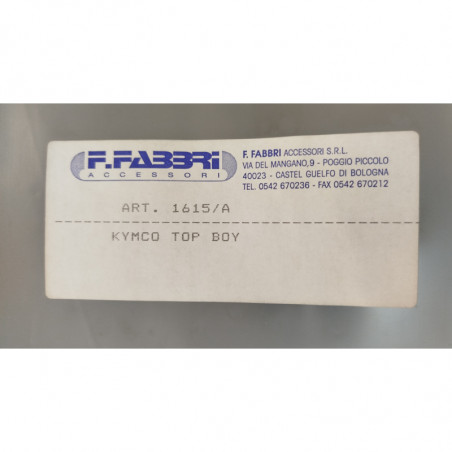 F.FABBRI
ACCESSORI
F. FABBRI ACCESSORI S.R.L.
VIA DEL MANGANO,9 - POGGIO PICCOLO
40023 - CASTEL GUELFO DI BOLOGNA
TEL. 0542 670236 - FAX 0542 670212
ART. 1615/A
KYMCO TOP BOY